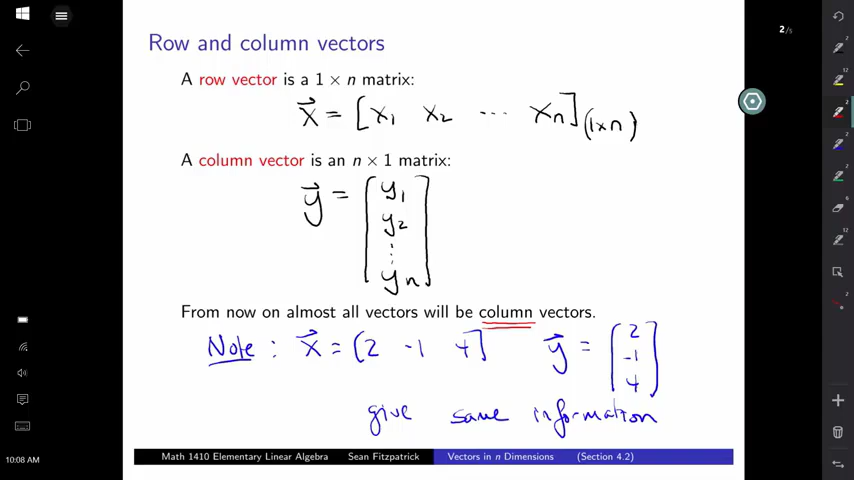 2/5
Row and column vectors
A row vector is a 1 × n matrix:
x⃗ = [x₁ x₂ ⋯ xₙ](1×n)
A column vector is an n × 1 matrix:
y⃗ = [y₁
y₂
⋮
yₙ]
From now on almost all vectors will be column vectors.
Note: x⃗ = [2 -1 4] y⃗ = [2
-1
4]
give same information
10:08 AM
Math 1410 Elementary Linear Algebra Sean Fitzpatrick Vectors in n Dimensions (Section 4.2)